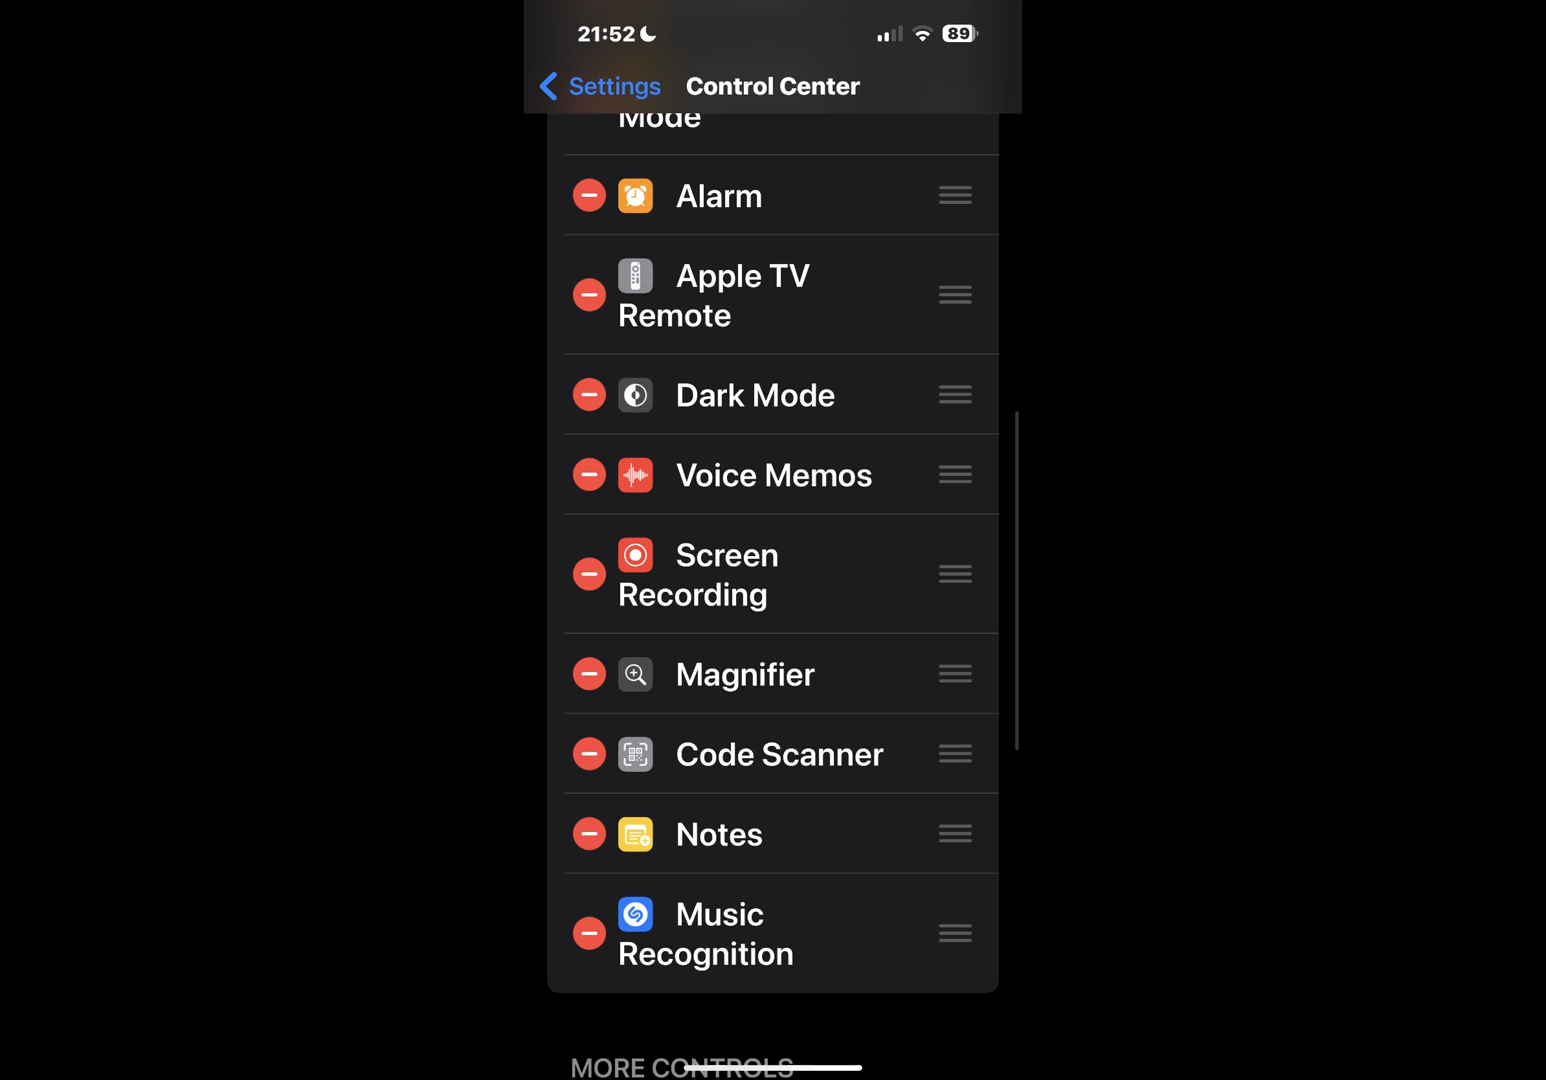 21:52
89
Settings
Control Center
Mode
Alarm
Apple TV
Remote
Dark Mode
Voice Memos
Screen
Recording
Magnifier
Code Scanner
Notes
Music
Recognition
MORE CONTROLS